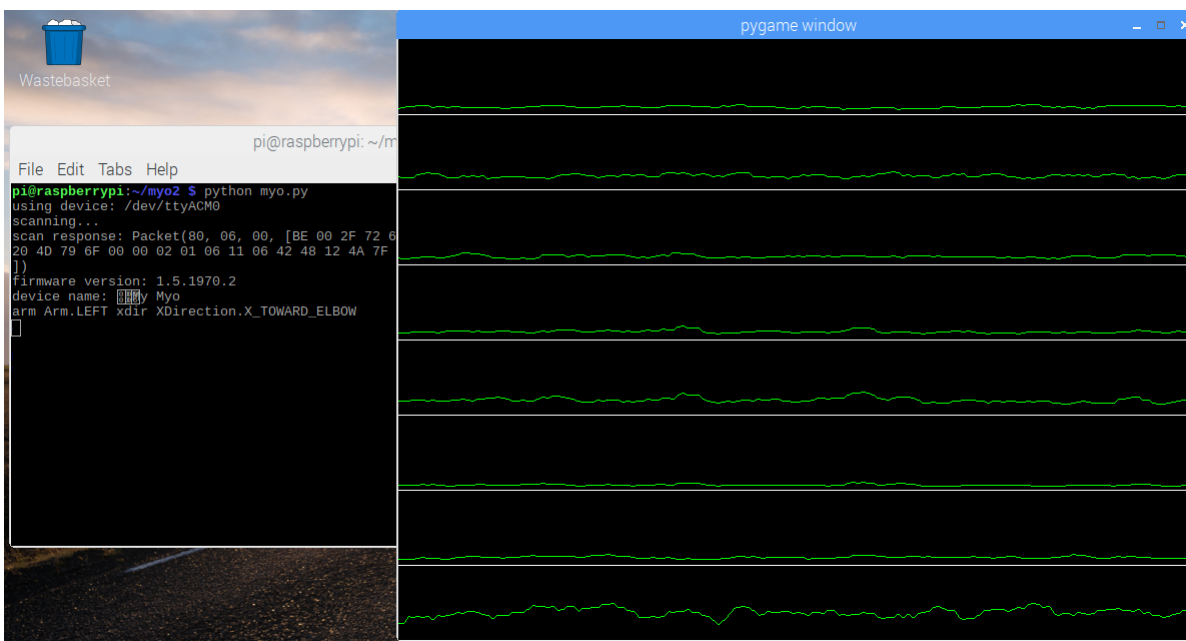 Wastebasket
pygame window
pi@raspberrypi: ~/m
File Edit Tabs Help
pi@raspberrypi:~/myo2 $ python myo.py
using device: /dev/ttyACM0
scanning...
scan response: Packet(80, 06, 00, [BE 00 2F 72 6
20 4D 79 6F 00 00 02 01 06 11 06 42 48 12 4A 7F
])
firmware version: 1.5.1970.2
device name: y Myo
arm Arm.LEFT xdir XDirection.X_TOWARD_ELBOW